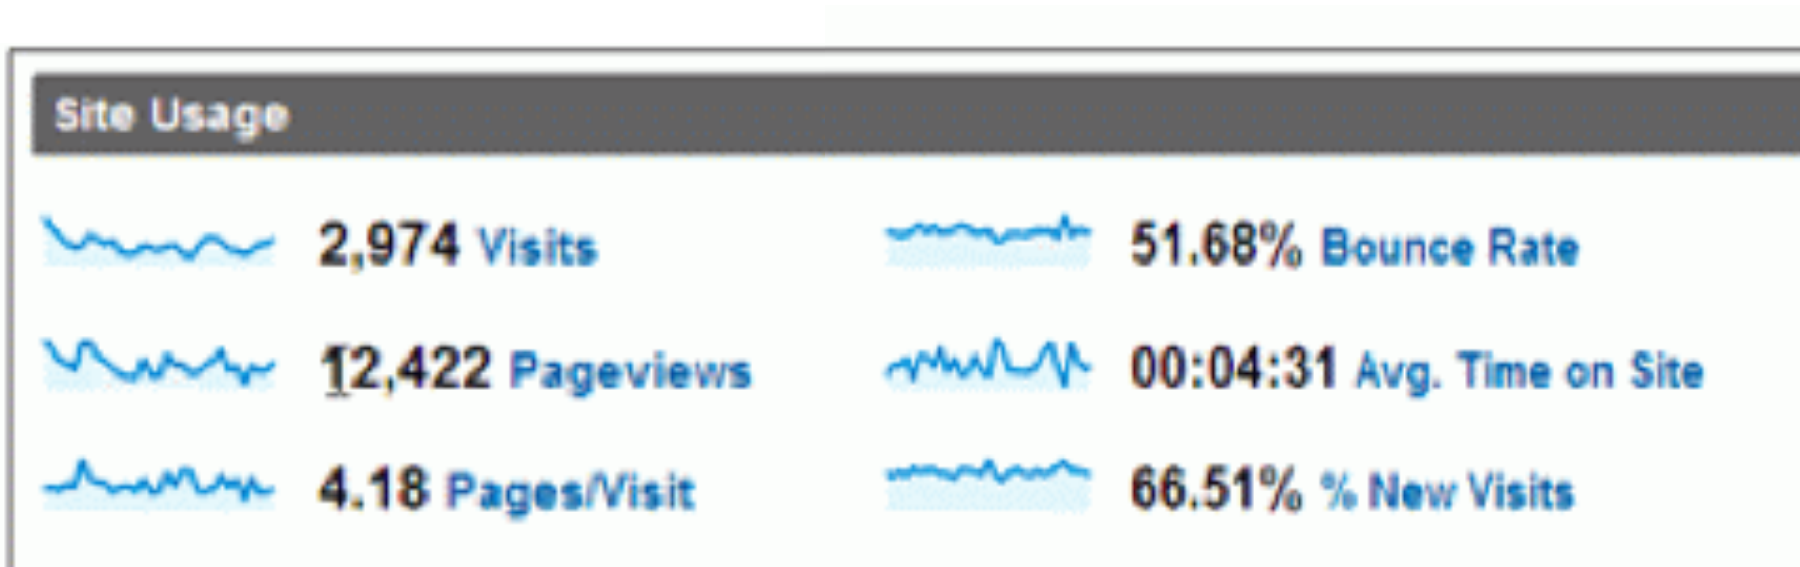 Site Usage
2,974 Visits
51.68% Bounce Rate
12,422 Pageviews
00:04:31 Avg. Time on Site
4.18 Pages/Visit
66.51% % New Visits